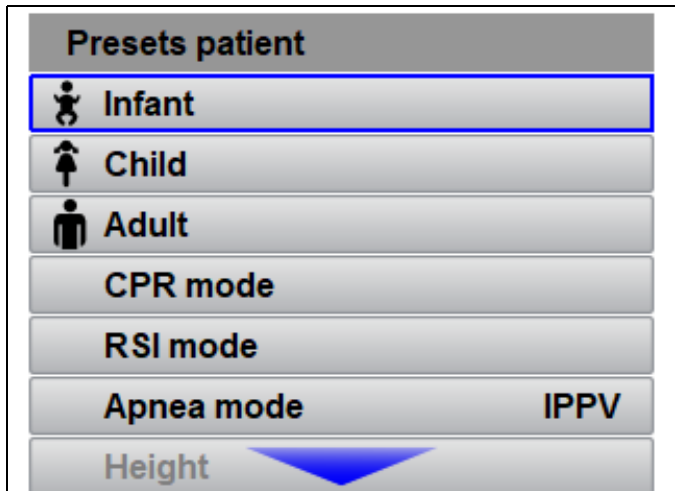 Presets patient
Infant
Child
Adult
CPR mode
RSI mode
Apnea mode IPPV
Height